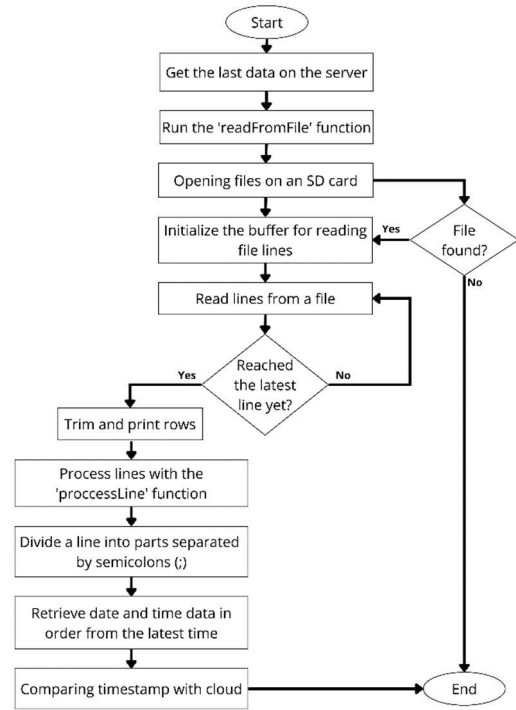 Start
Get the last data on the server
Run the 'readFromFile' function
Opening files on an SD card
File
found?
Yes
No
Initialize the buffer for reading
file lines
Read lines from a file
Reached
the latest
line yet?
Yes
No
Trim and print rows
Process lines with the
'proccessLine' function
Divide a line into parts separated
by semicolons (;)
Retrieve date and time data in
order from the latest time
Comparing timestamp with cloud
End